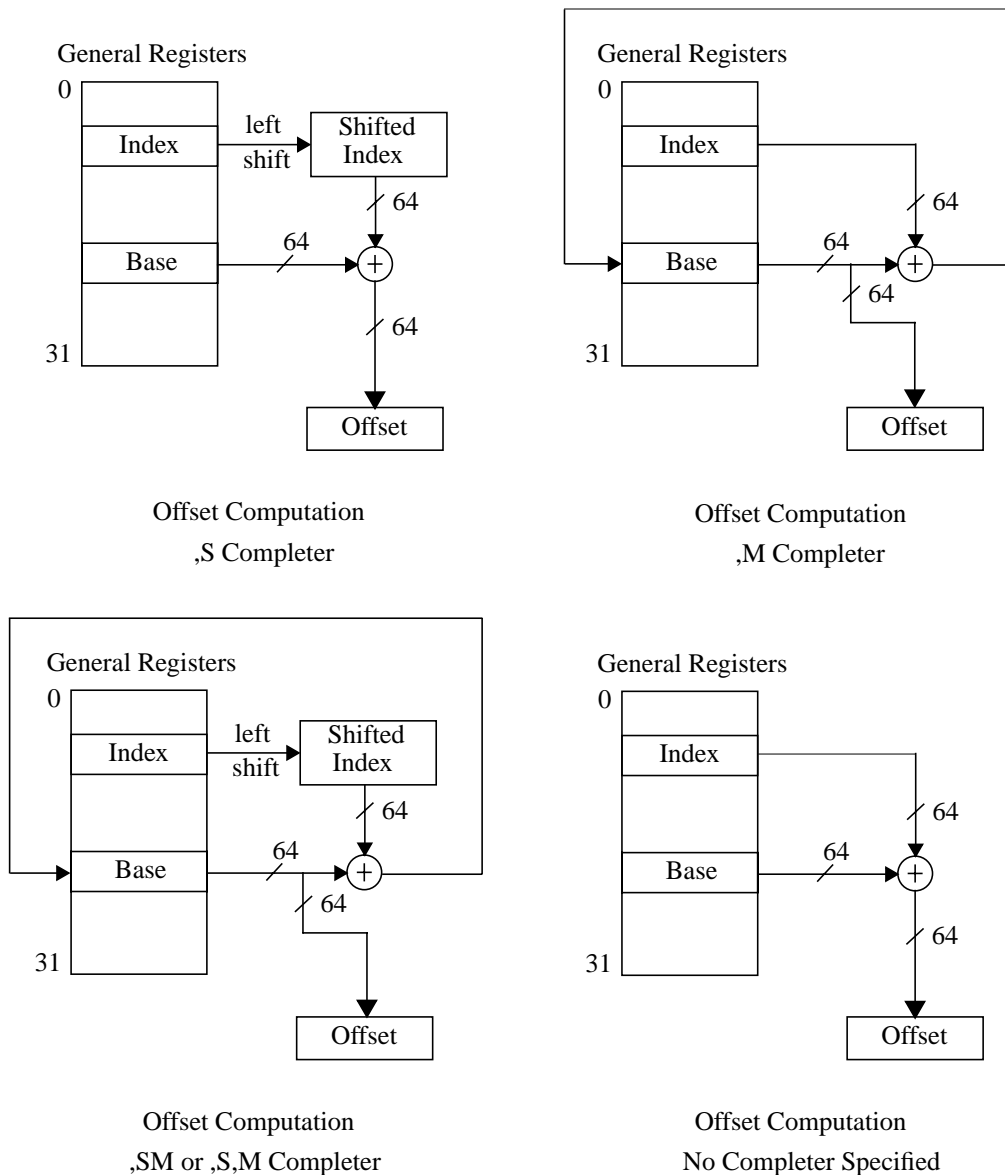 General Registers
0
Index
left
shift
Shifted
Index
64
Base
64
64
31
Offset
Offset Computation
,S Completer
General Registers
0
Index
64
Base
64
64
31
Offset
Offset Computation
,M Completer
General Registers
0
Index
left
shift
Shifted
Index
64
Base
64
64
31
Offset
Offset Computation
,SM or ,S,M Completer
General Registers
0
Index
64
Base
64
64
31
Offset
Offset Computation
No Completer Specified